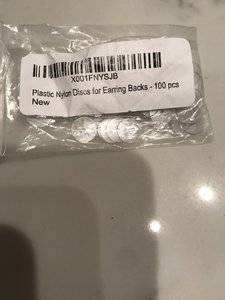 X001FNYSJB
Plastic Nylon Discs for Earring Backs - 100 pcs
New